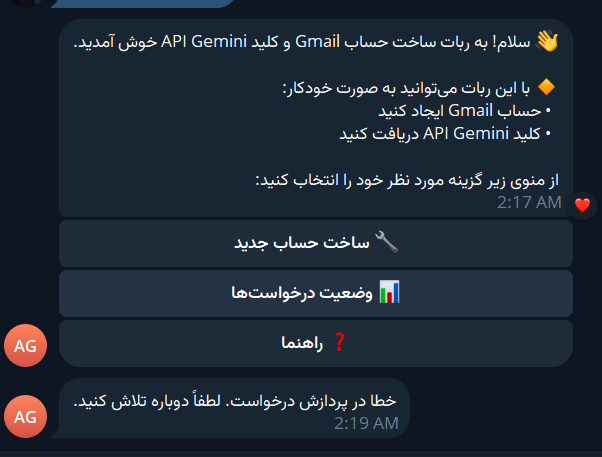 👋 سلام! به ربات ساخت حساب Gmail و کلید API Gemini خوش آمدید.
🔶 با این ربات می‌توانید به صورت خودکار:
• حساب Gmail ایجاد کنید
• کلید API Gemini دریافت کنید
از منوی زیر گزینه مورد نظر خود را انتخاب کنید:
2:17 AM
❤️
🔧 ساخت حساب جدید
📊 وضعیت درخواست‌ها
❓ راهنما
AG
خطا در پردازش درخواست. لطفاً دوباره تلاش کنید.
2:19 AM
AG